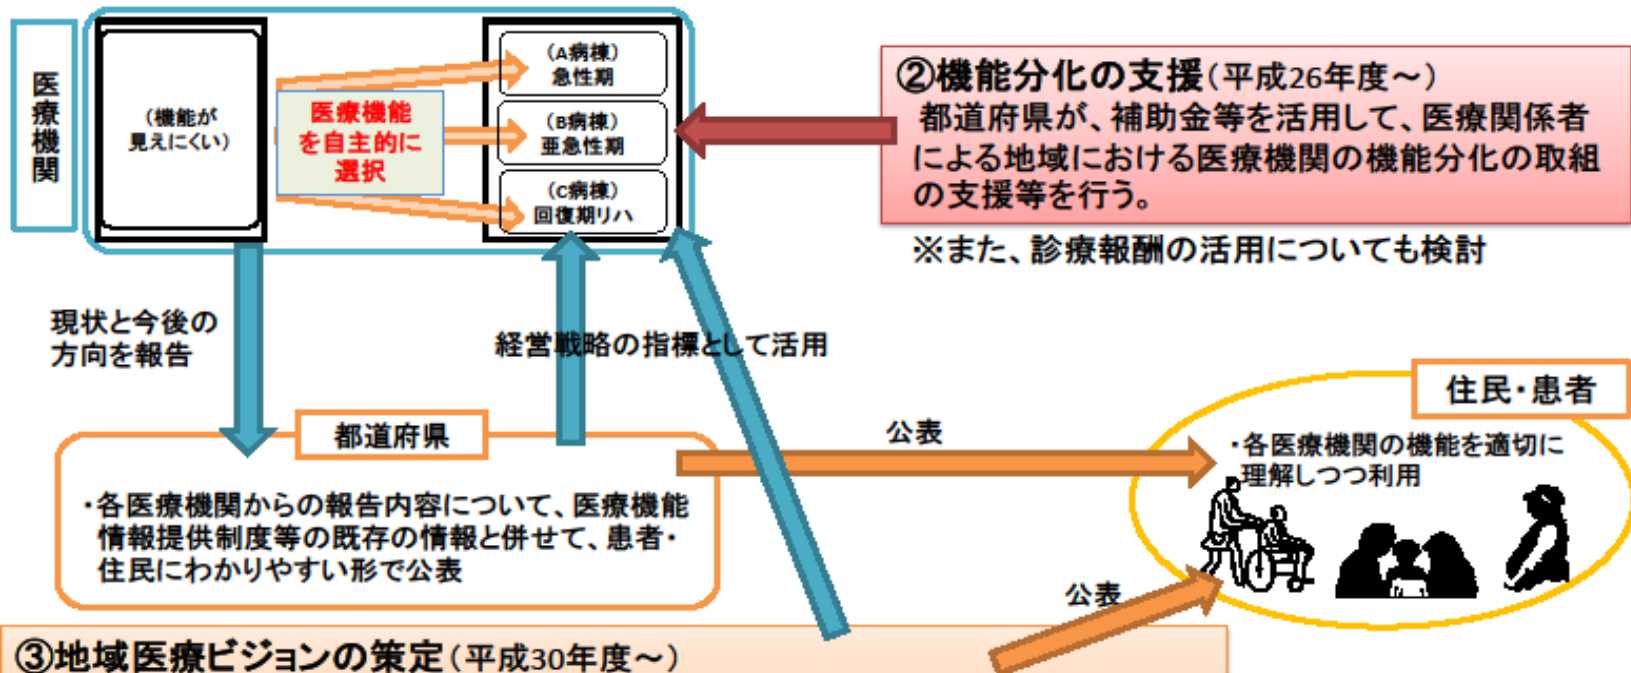 医療機関
(機能が
見えにくい)
医療機能
を自主的に
選択
(A病棟)
急性期
(B病棟)
亜急性期
(C病棟)
回復期リハ
②機能分化の支援(平成26年度～)
都道府県が、補助金等を活用して、医療関係者
による地域における医療機関の機能分化の取組
の支援等を行う。
※また、診療報酬の活用についても検討
現状と今後の
方向を報告
経営戦略の指標として活用
都道府県
・各医療機関からの報告内容について、医療機能
情報提供制度等の既存の情報と併せて、患者・
住民にわかりやすい形で公表
公表
住民・患者
・各医療機関の機能を適切に
理解しつつ利用
公表
③地域医療ビジョンの策定(平成30年度～)